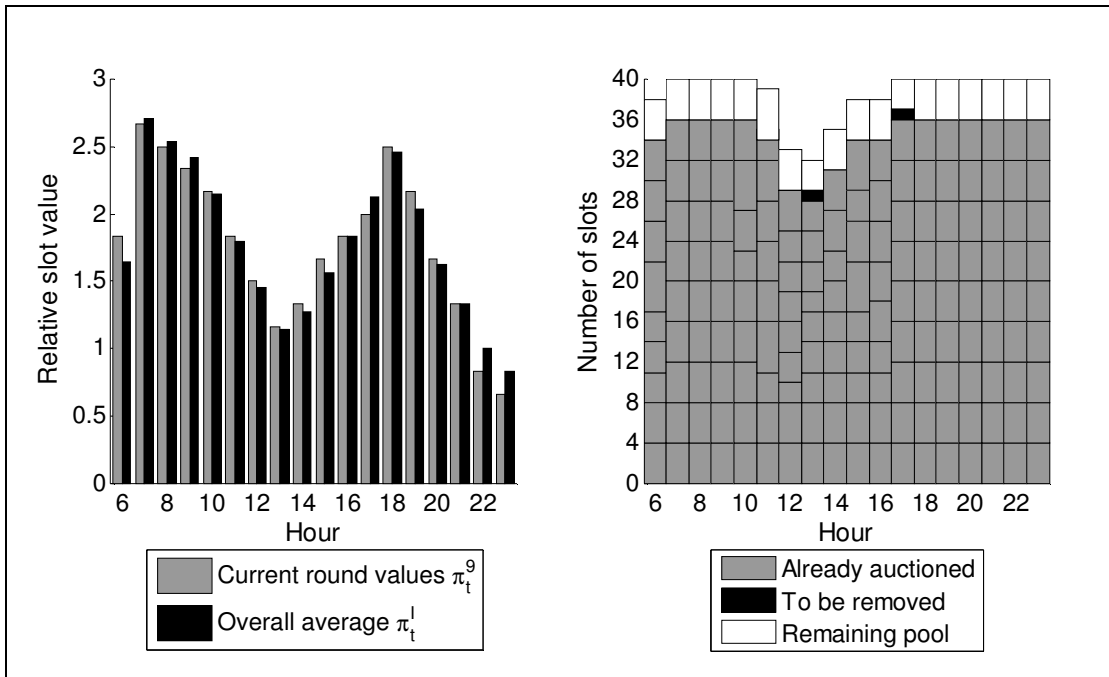 3
2.5
2
1.5
1
0.5
0
Relative slot value
6 8 10 12 14 16 18 20 22
Hour
Current round values π_t^9
Overall average π_t^I
40
36
32
28
24
20
16
12
8
4
0
Number of slots
6 8 10 12 14 16 18 20 22
Hour
Already auctioned
To be removed
Remaining pool